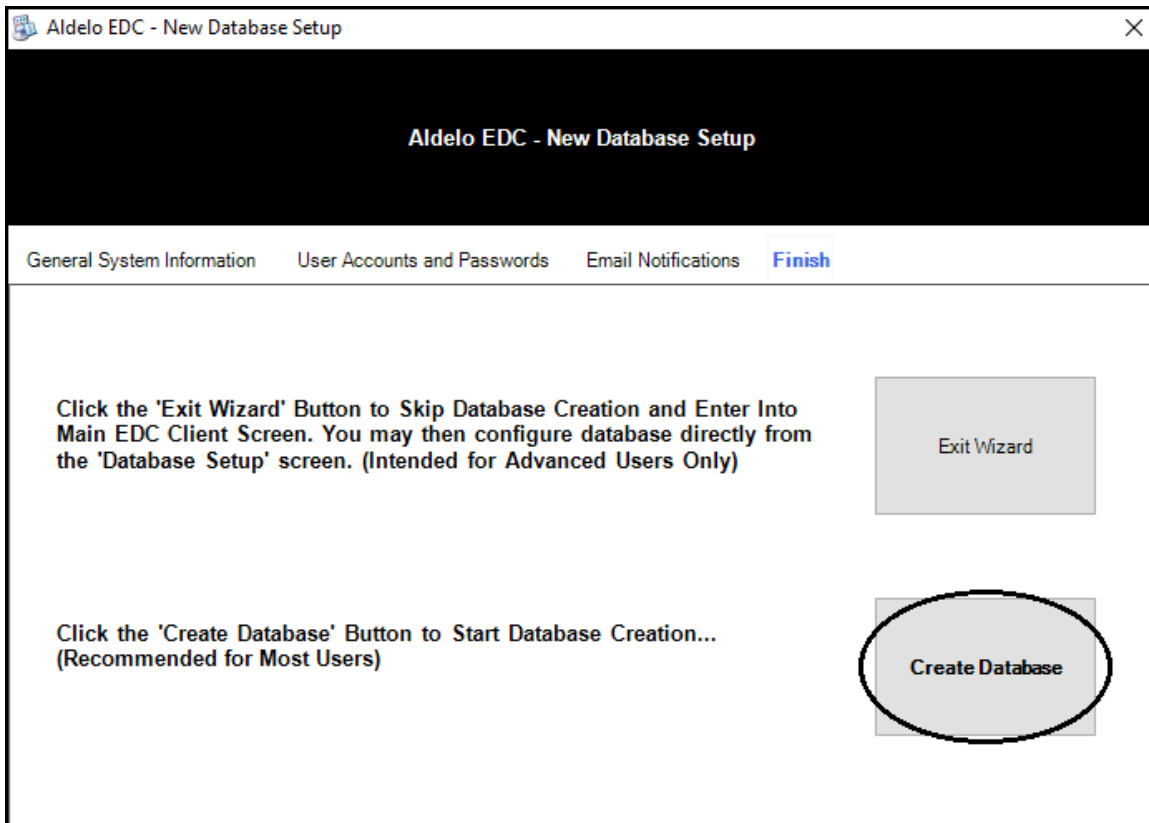 Aldelo EDC - New Database Setup
Aldelo EDC - New Database Setup
General System Information User Accounts and Passwords Email Notifications Finish
Click the 'Exit Wizard' Button to Skip Database Creation and Enter Into
Main EDC Client Screen. You may then configure database directly from
the 'Database Setup' screen. (Intended for Advanced Users Only)
Exit Wizard
Click the 'Create Database' Button to Start Database Creation...
(Recommended for Most Users)
Create Database